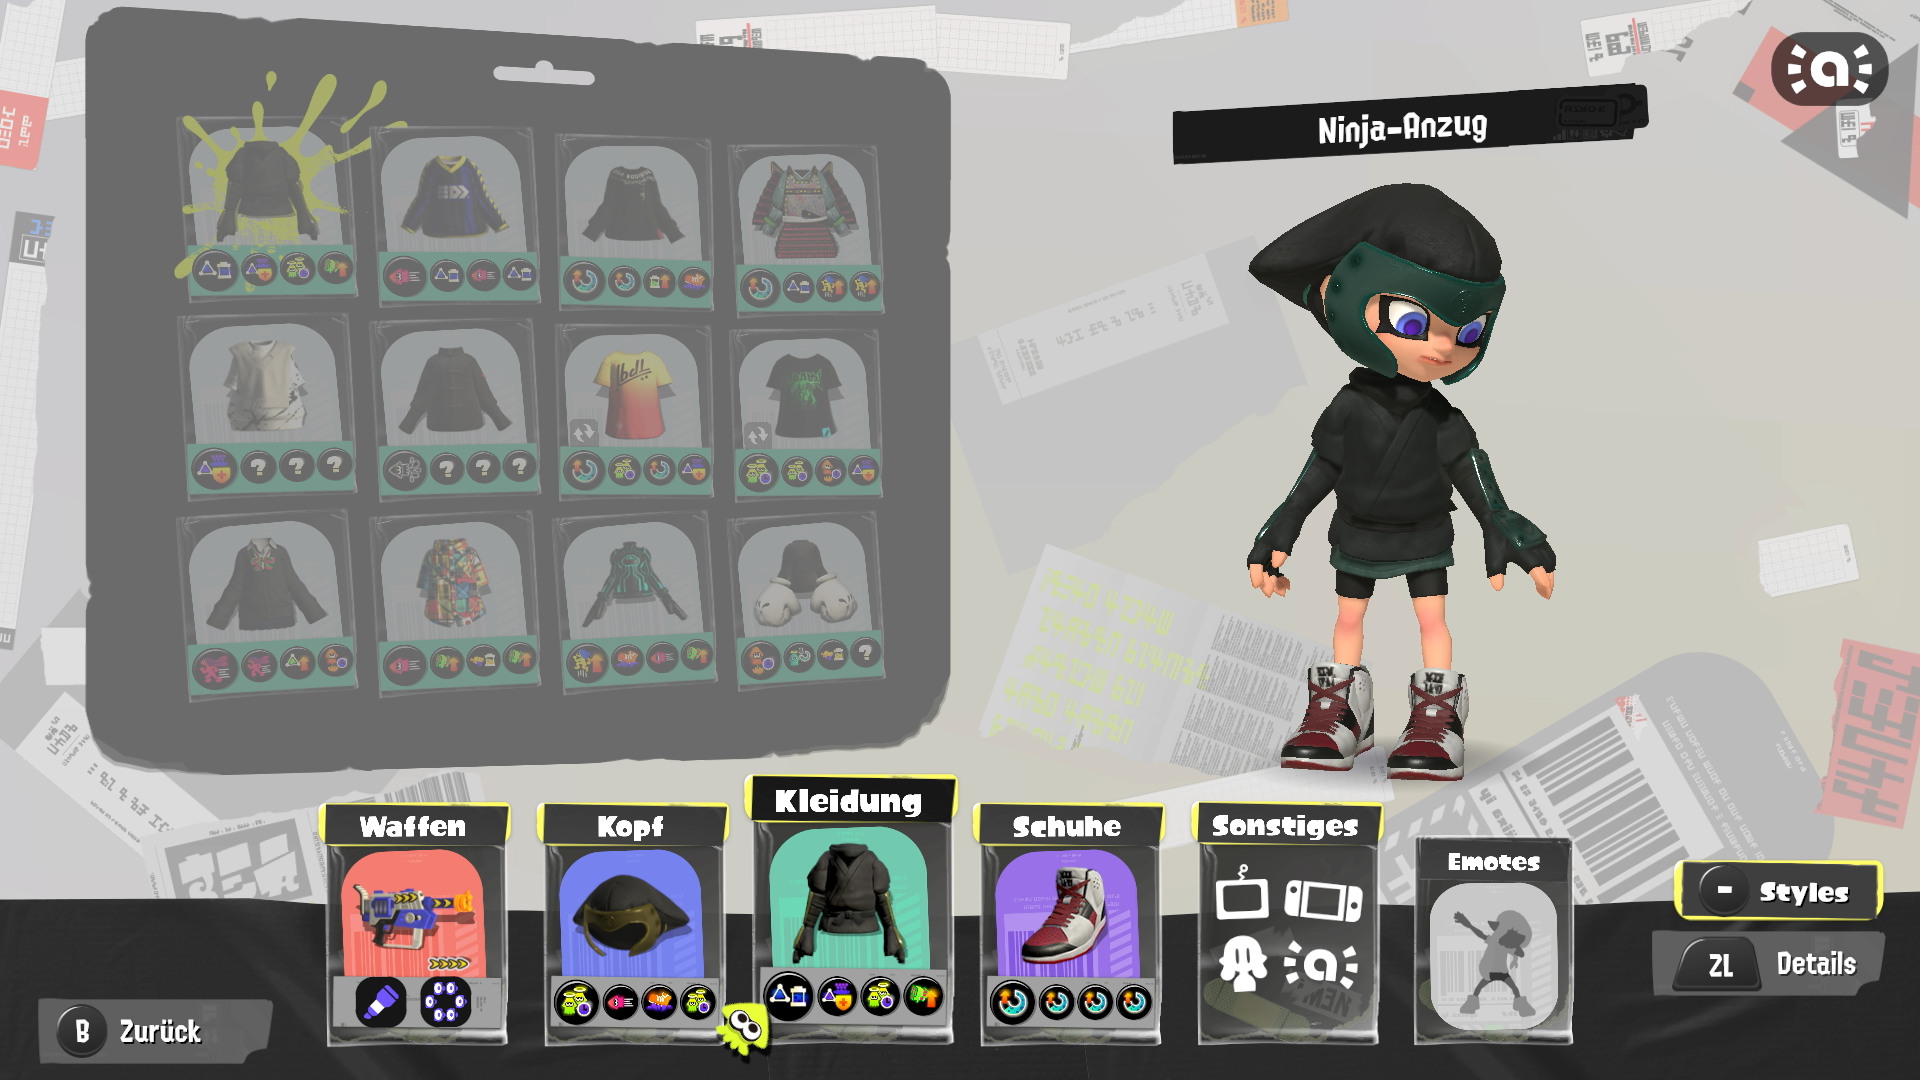 Ninja-Anzug
Waffen
Kopf
Kleidung
Schuhe
Sonstiges
Emotes
- Styles
ZL Details
B Zurück
? ? ?
? ? ?
?